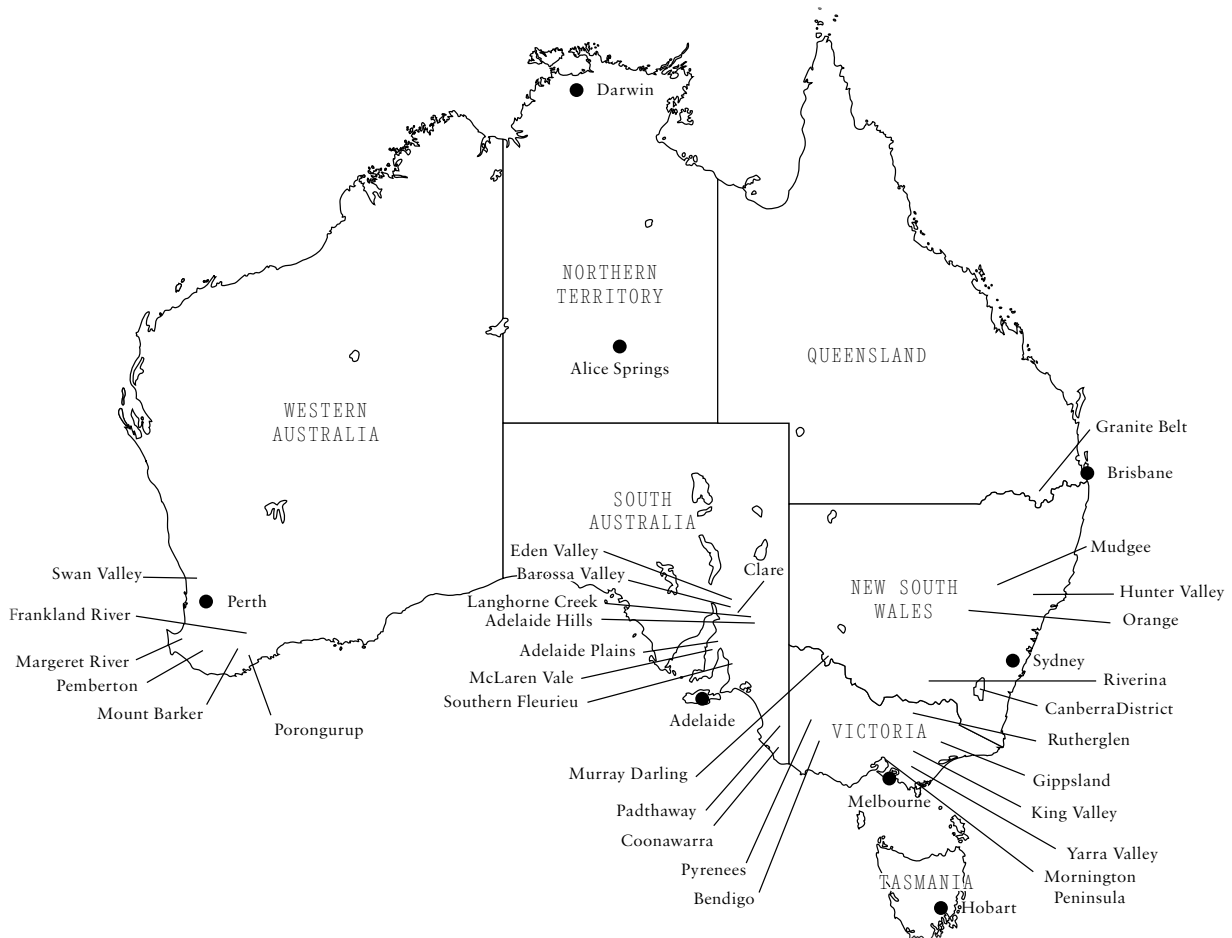 Darwin
NORTHERN
TERRITORY
Alice Springs
QUEENSLAND
WESTERN
AUSTRALIA
Granite Belt
Brisbane
SOUTH
AUSTRALIA
Eden Valley
Mudgee
Clare
Swan Valley
Barossa Valley
NEW SOUTH
WALES
Hunter Valley
Perth
Langhorne Creek
Frankland River
Adelaide Hills
Orange
Adelaide Plains
Margeret River
Sydney
McLaren Vale
Riverina
Pemberton
Southern Fleurieu
CanberraDistrict
Mount Barker
Adelaide
Porongurup
VICTORIA
Rutherglen
Murray Darling
Gippsland
Melbourne
Padthaway
King Valley
Coonawarra
Yarra Valley
Pyrenees
Mornington
Peninsula
TASMANIA
Bendigo
Hobart